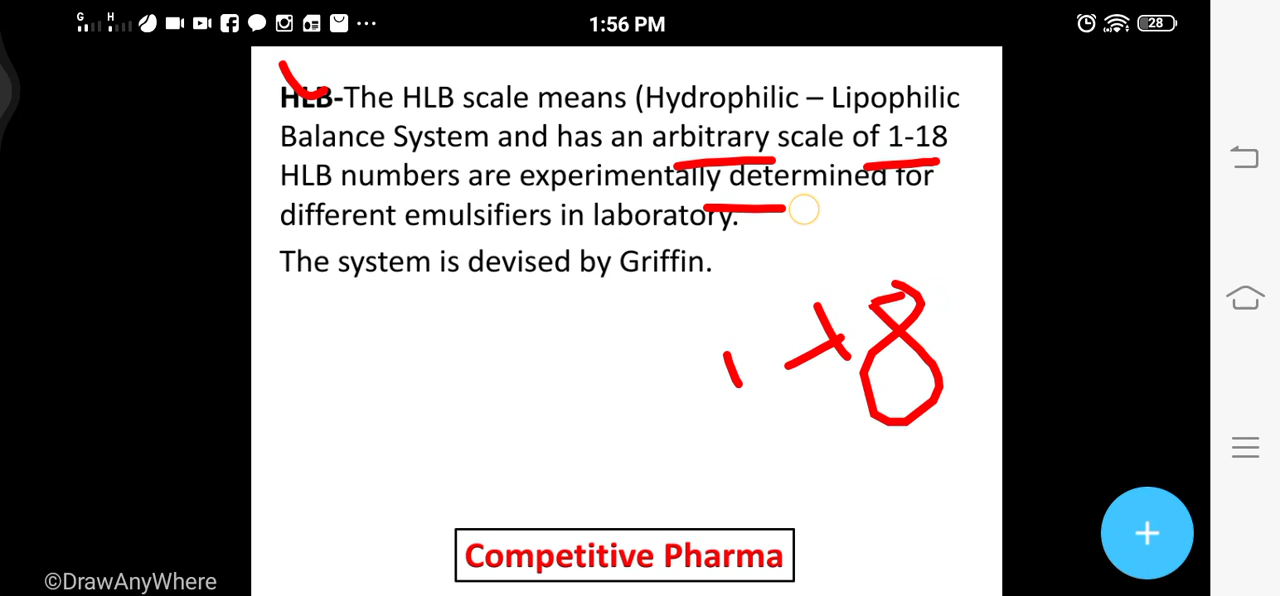 G H 1:56 PM 28
HLB-The HLB scale means (Hydrophilic – Lipophilic
Balance System and has an arbitrary scale of 1-18
HLB numbers are experimentally determined for
different emulsifiers in laboratory.
The system is devised by Griffin.
1-18
Competitive Pharma
©DrawAnyWhere